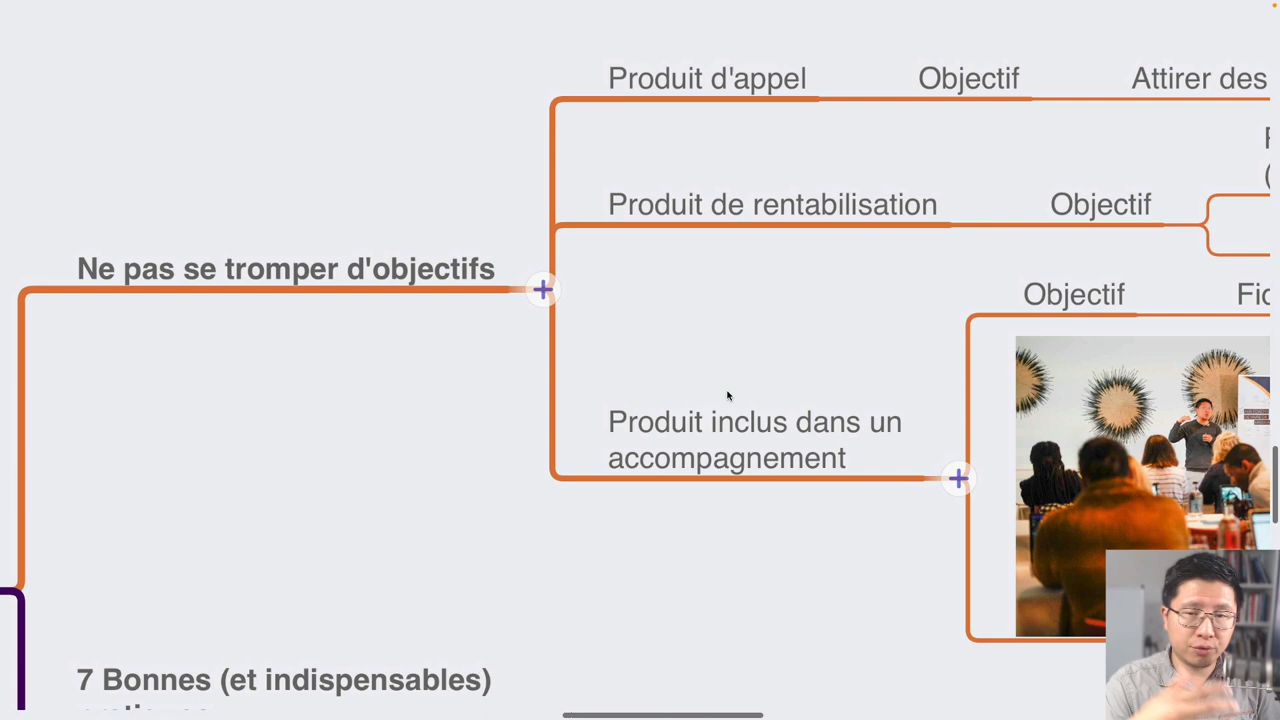 Produit d'appel
Objectif
Attirer des
Produit de rentabilisation
Objectif
Ne pas se tromper d'objectifs
Objectif
Produit inclus dans un
accompagnement
7 Bonnes (et indispensables)